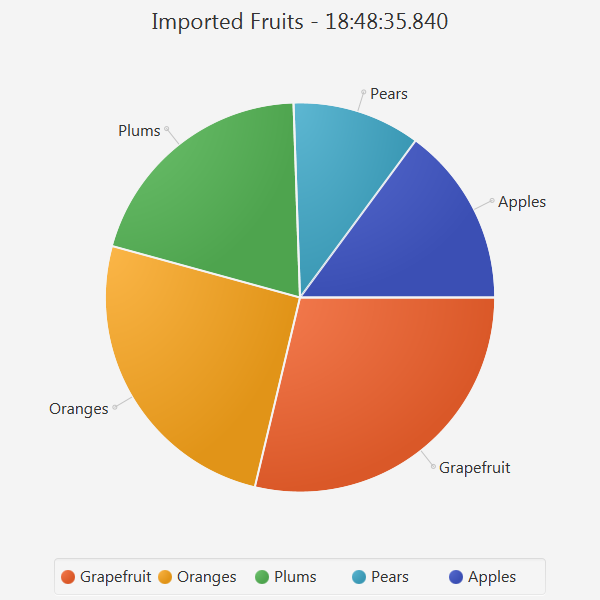 Imported Fruits - 18:48:35.840
Pears
Plums
Apples
Oranges
Grapefruit
Grapefruit Oranges Plums Pears Apples